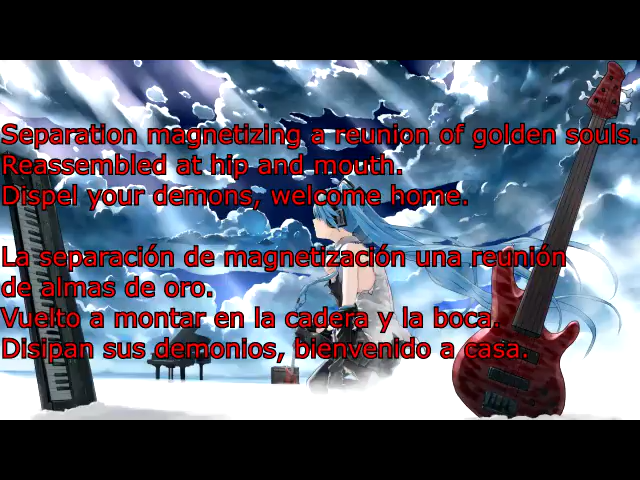 Separation magnetizing a reunion of golden souls.
Reassembled at hip and mouth.
Dispel your demons, welcome home.
La separación de magnetización una reunión
de almas de oro.
Vuelto a montar en la cadera y la boca.
Disipan sus demonios, bienvenido a casa.